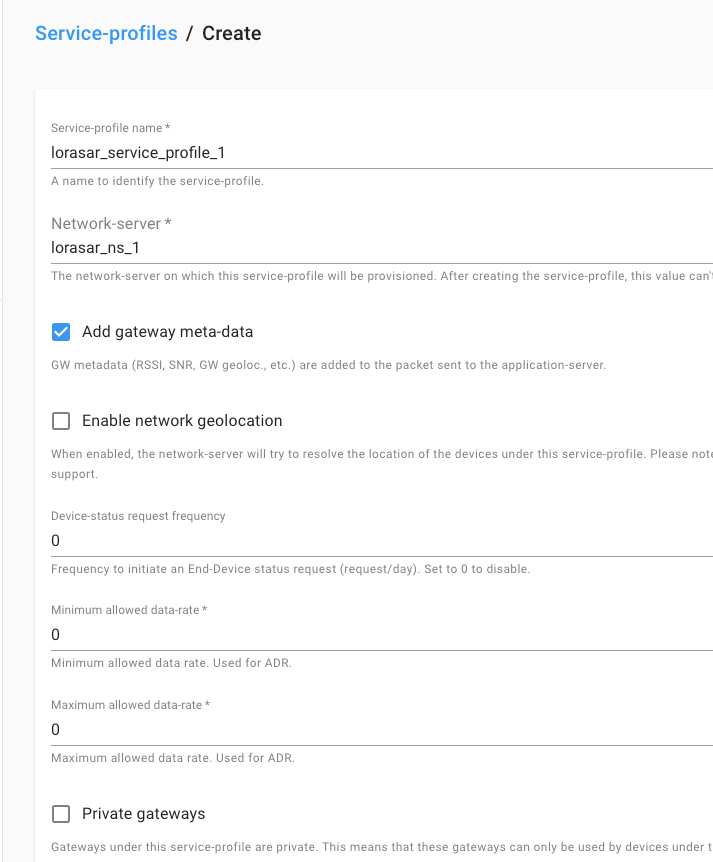 Service-profiles / Create
Service-profile name *
lorasar_service_profile_1
A name to identify the service-profile.
Network-server *
lorasar_ns_1
The network-server on which this service-profile will be provisioned. After creating the service-profile, this value can't
Add gateway meta-data
GW metadata (RSSI, SNR, GW geoloc., etc.) are added to the packet sent to the application-server.
Enable network geolocation
When enabled, the network-server will try to resolve the location of the devices under this service-profile. Please note
support.
Device-status request frequency
0
Frequency to initiate an End-Device status request (request/day). Set to 0 to disable.
Minimum allowed data-rate *
0
Minimum allowed data rate. Used for ADR.
Maximum allowed data-rate *
0
Maximum allowed data rate. Used for ADR.
Private gateways
Gateways under this service-profile are private. This means that these gateways can only be used by devices under